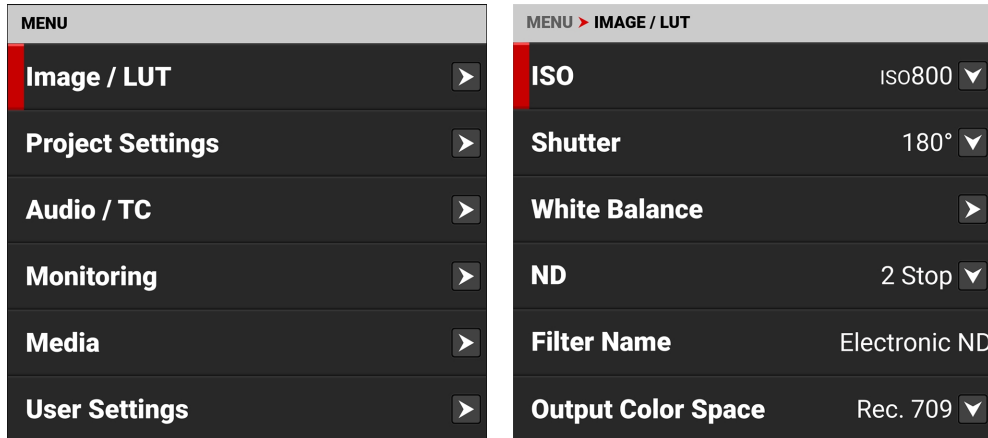 MENU
Image / LUT
Project Settings
Audio / TC
Monitoring
Media
User Settings
MENU > IMAGE / LUT
ISO ISO800
Shutter 180°
White Balance
ND 2 Stop
Filter Name Electronic ND
Output Color Space Rec. 709